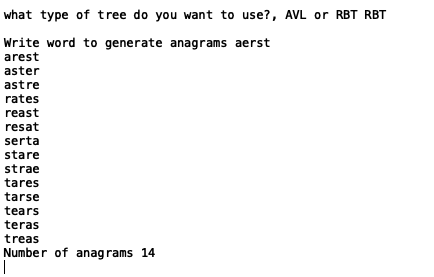 what type of tree do you want to use?, AVL or RBT RBT
Write word to generate anagrams aerst
arest
aster
astre
rates
reast
resat
serta
stare
strae
tares
tarse
tears
teras
treas
Number of anagrams 14